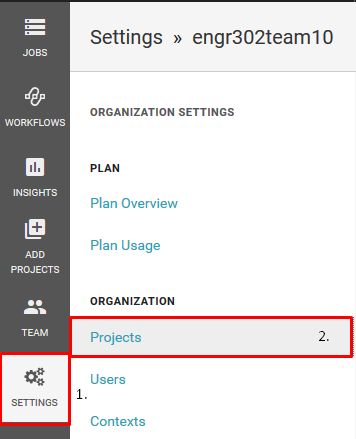 JOBS
WORKFLOWS
INSIGHTS
ADD
PROJECTS
TEAM
SETTINGS
1.
Settings » engr302team10
ORGANIZATION SETTINGS
PLAN
Plan Overview
Plan Usage
ORGANIZATION
Projects 2.
Users
Contexts